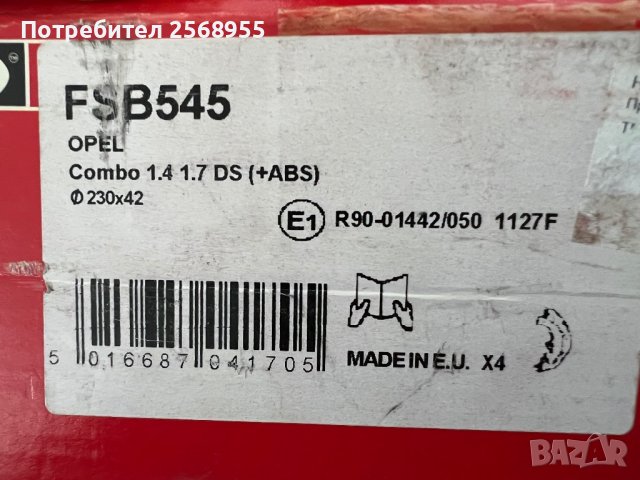 Потребител 2568955
FSB545
OPEL
Combo 1.4 1.7 DS (+ABS)
Ф 230x42
E1 R90-01442/050 1127F
5 016687 041705
MADE IN E.U. X4
BAZAR